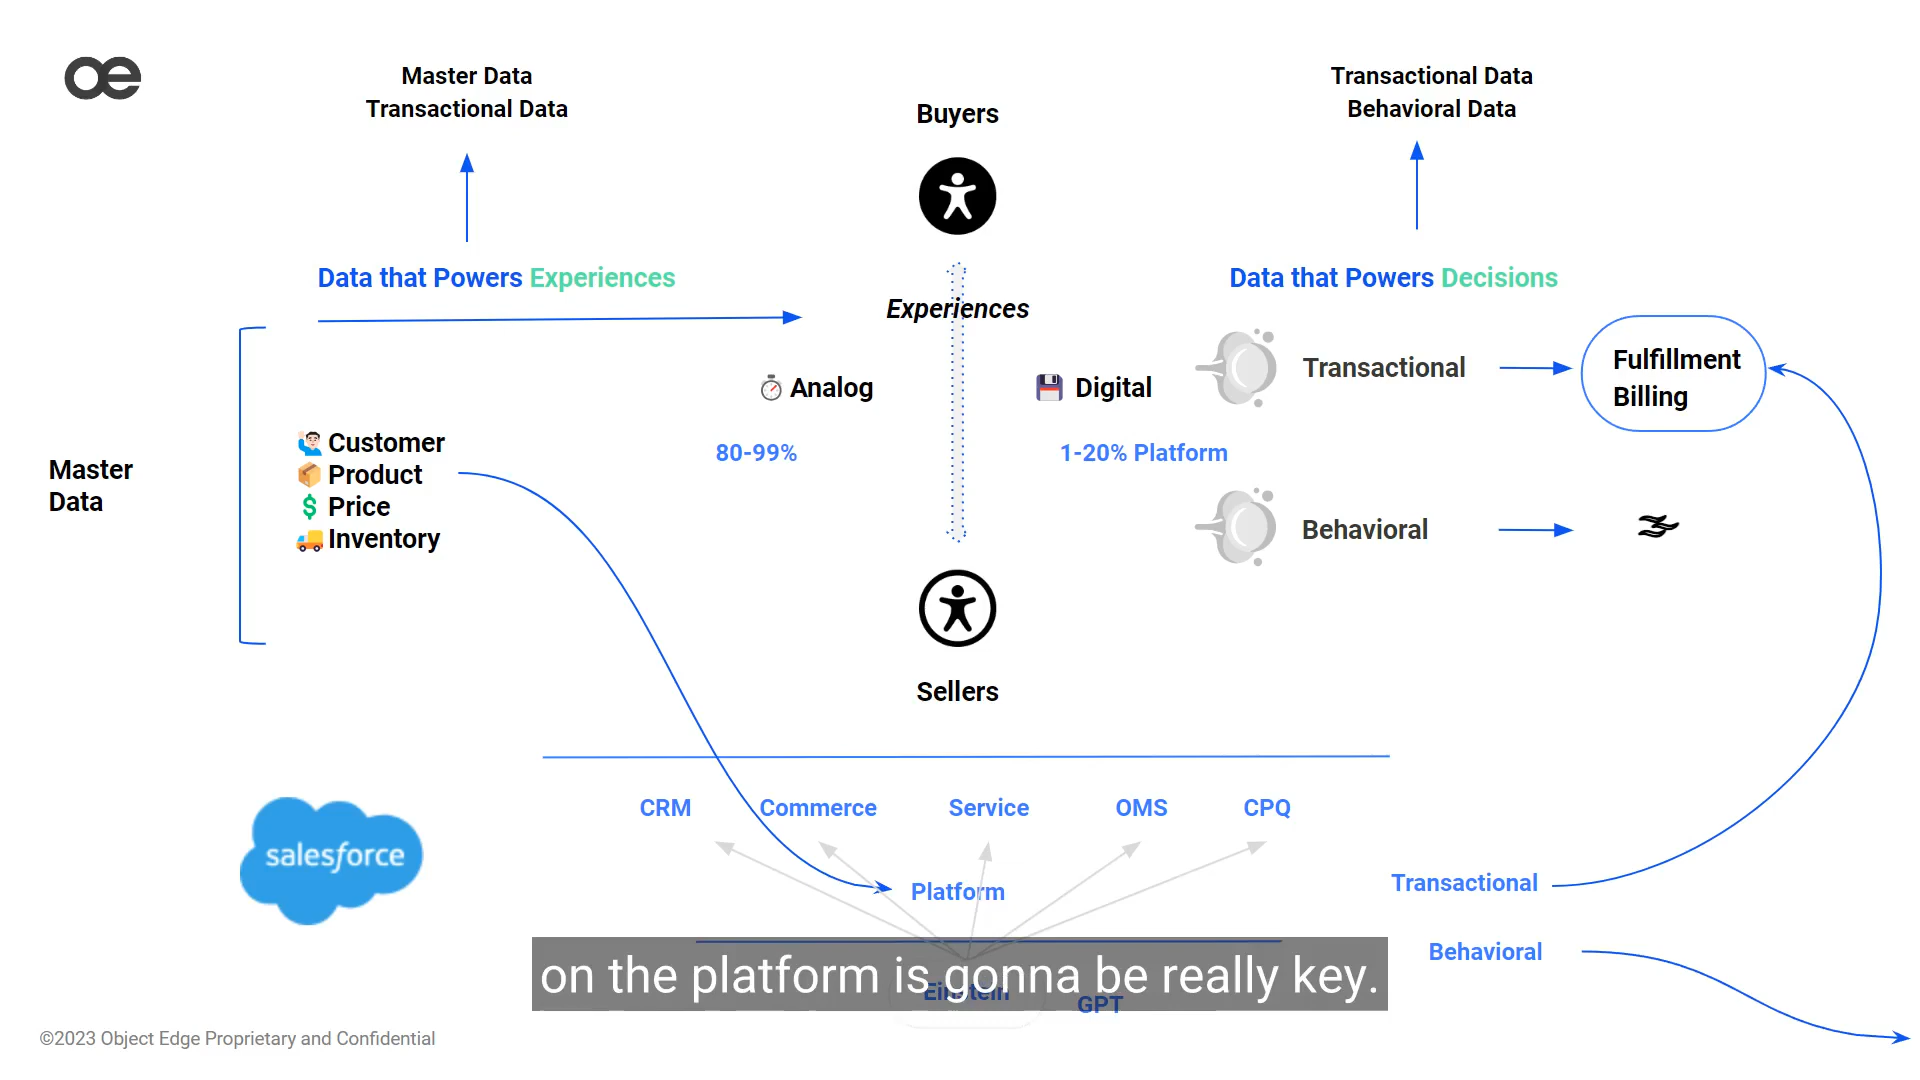 oe
Master Data
Transactional Data
Buyers
Transactional Data
Behavioral Data
Data that Powers Experiences
Experiences
Data that Powers Decisions
Analog
Digital
80-99%
1-20% Platform
Transactional
Fulfillment
Billing
Behavioral
Master
Data
Customer
Product
Price
Inventory
Sellers
salesforce
CRM
Commerce
Service
OMS
CPQ
Platform
Transactional
Behavioral
on the platform is gonna be really key.
Einstein
GPT
©2023 Object Edge Proprietary and Confidential